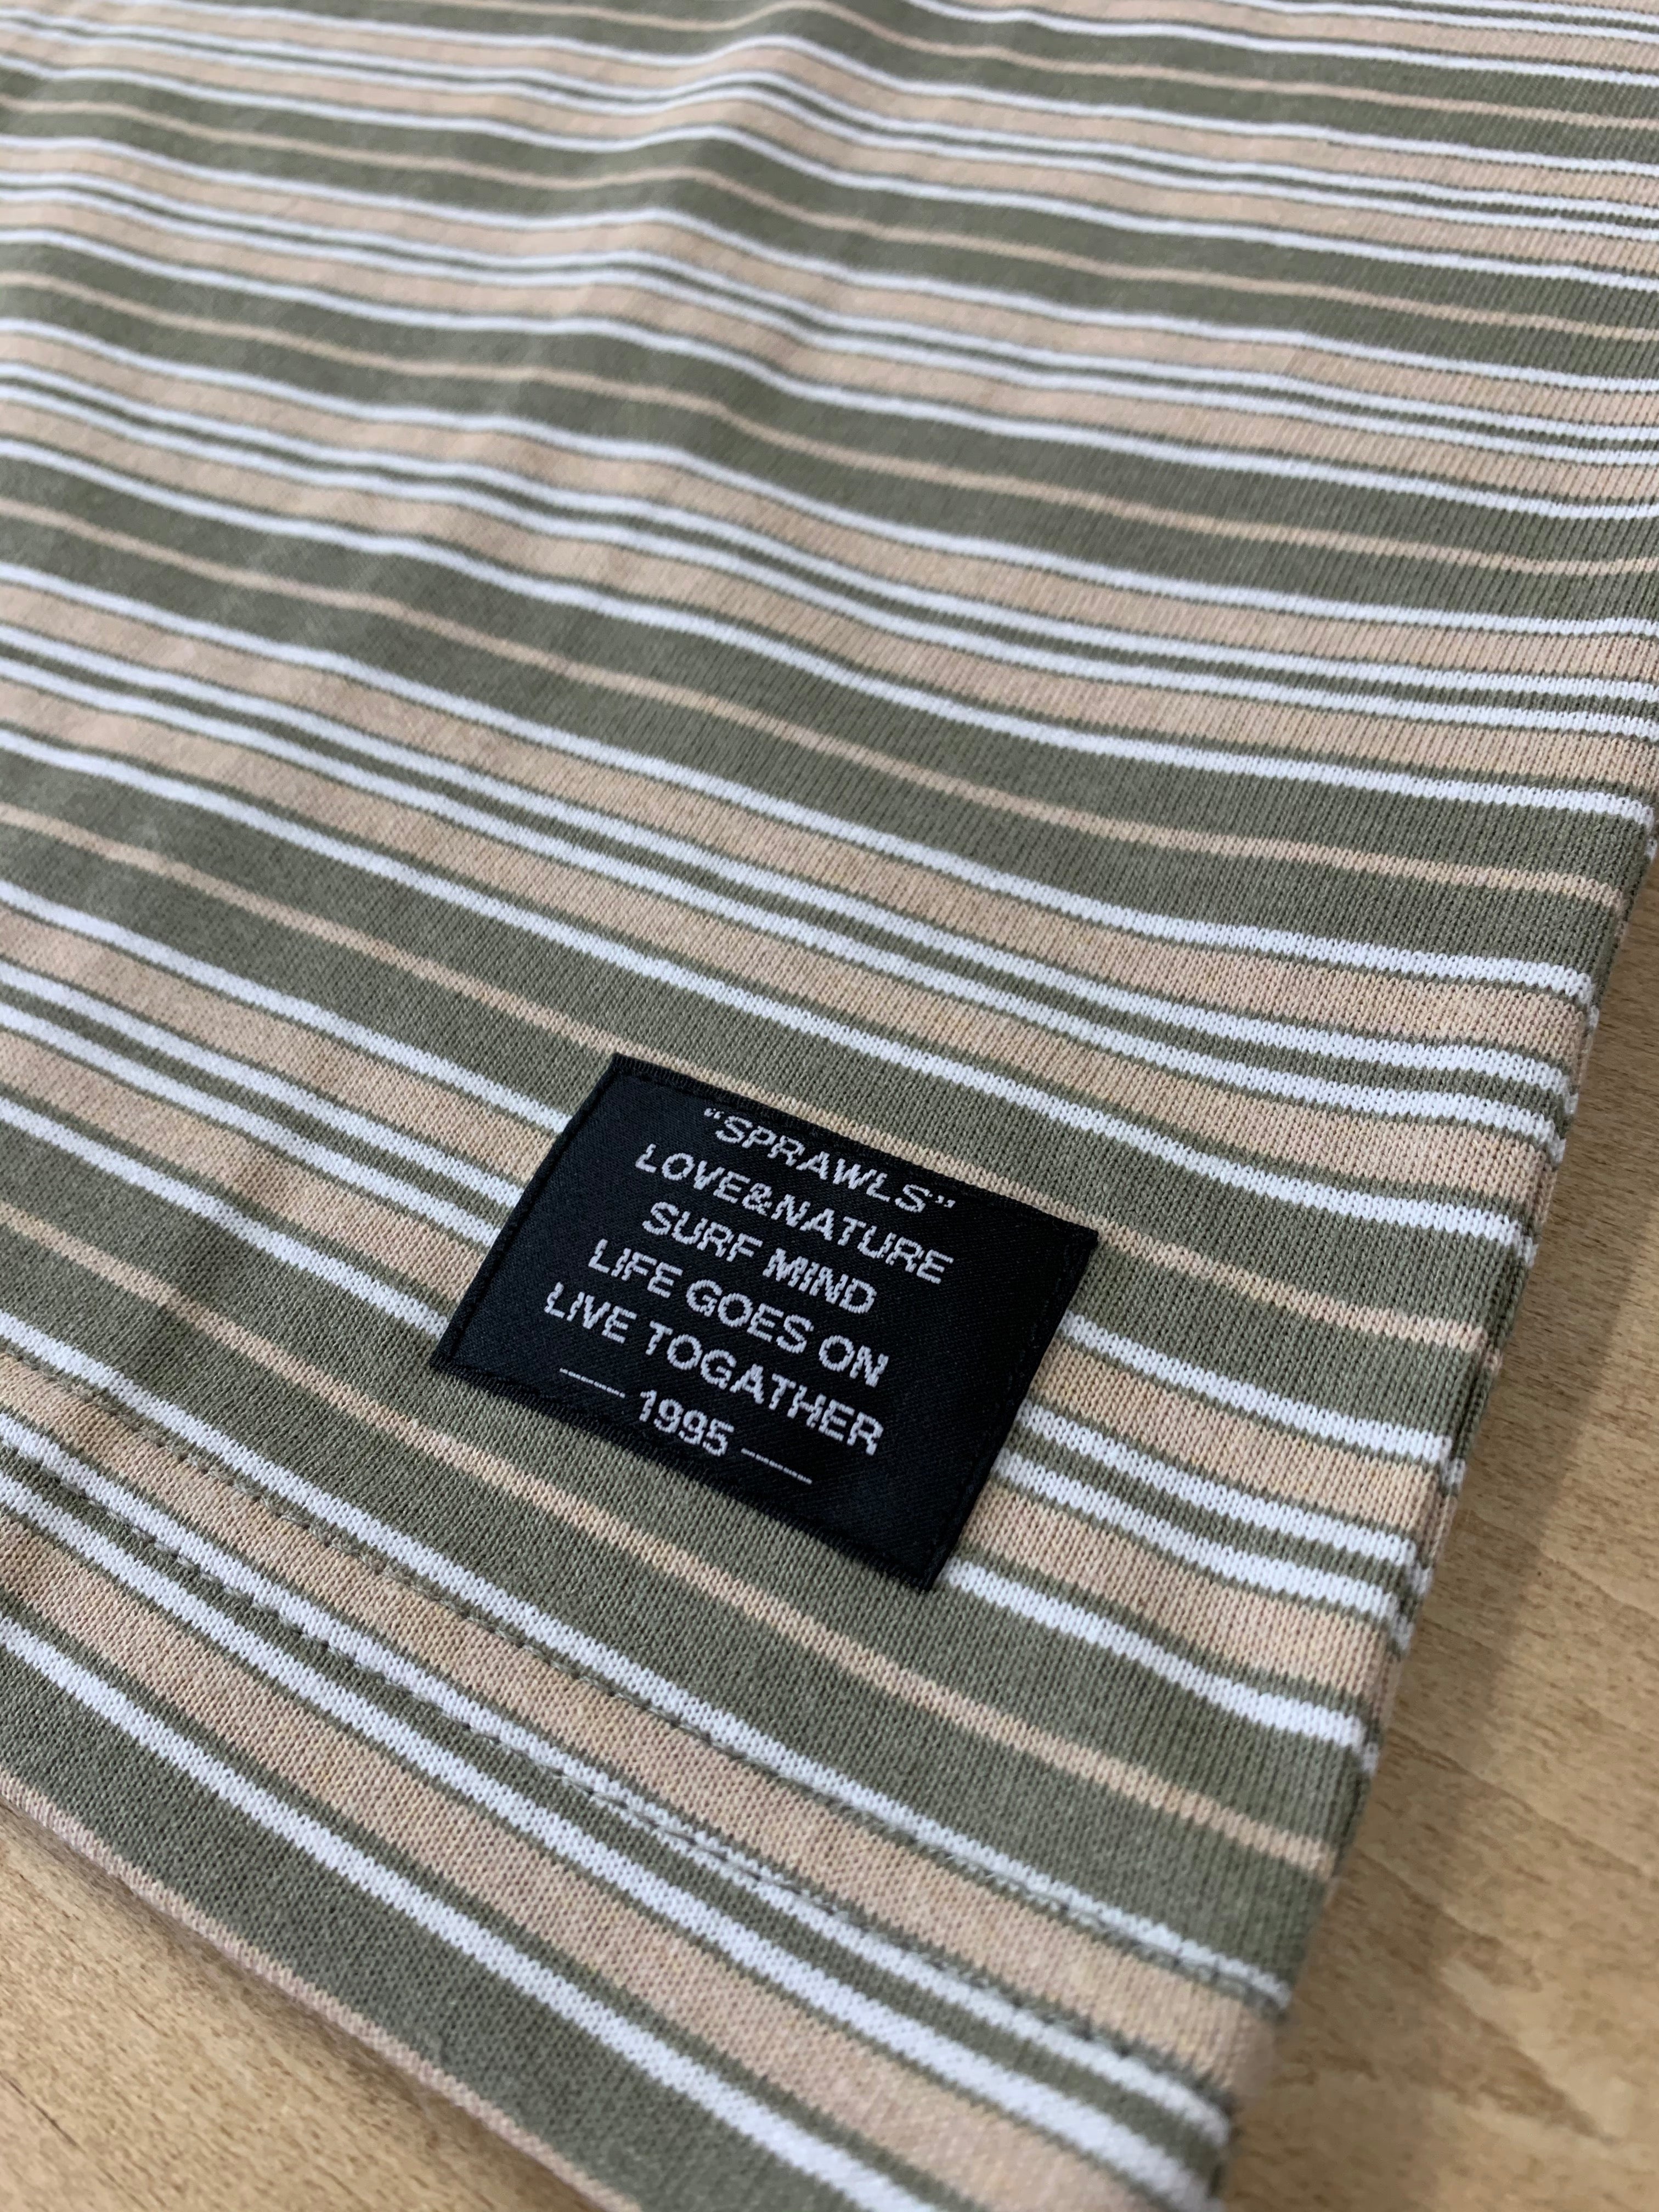 “SPRAWLS”
LOVE&NATURE
SURF MIND
LIFE GOES ON
LIVE TOGATHER
—— 1995 ——